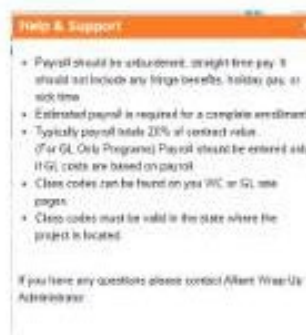 Help & Support
• Payroll should be unburdened, straight time pay. It
should not include any fringe benefits, holiday pay, or
sick time
• Estimated payroll is required for a complete enrollment
• Typically payroll totals 20% of contract value.
(For GL Only Programs) Payroll should be entered only
if GL costs are based on payroll
• Class codes can be found on you WC or GL rate
pages
• Class codes must be valid in the state where the
project is located
If you have any questions please contact Alliant Wrap Up
Administrator